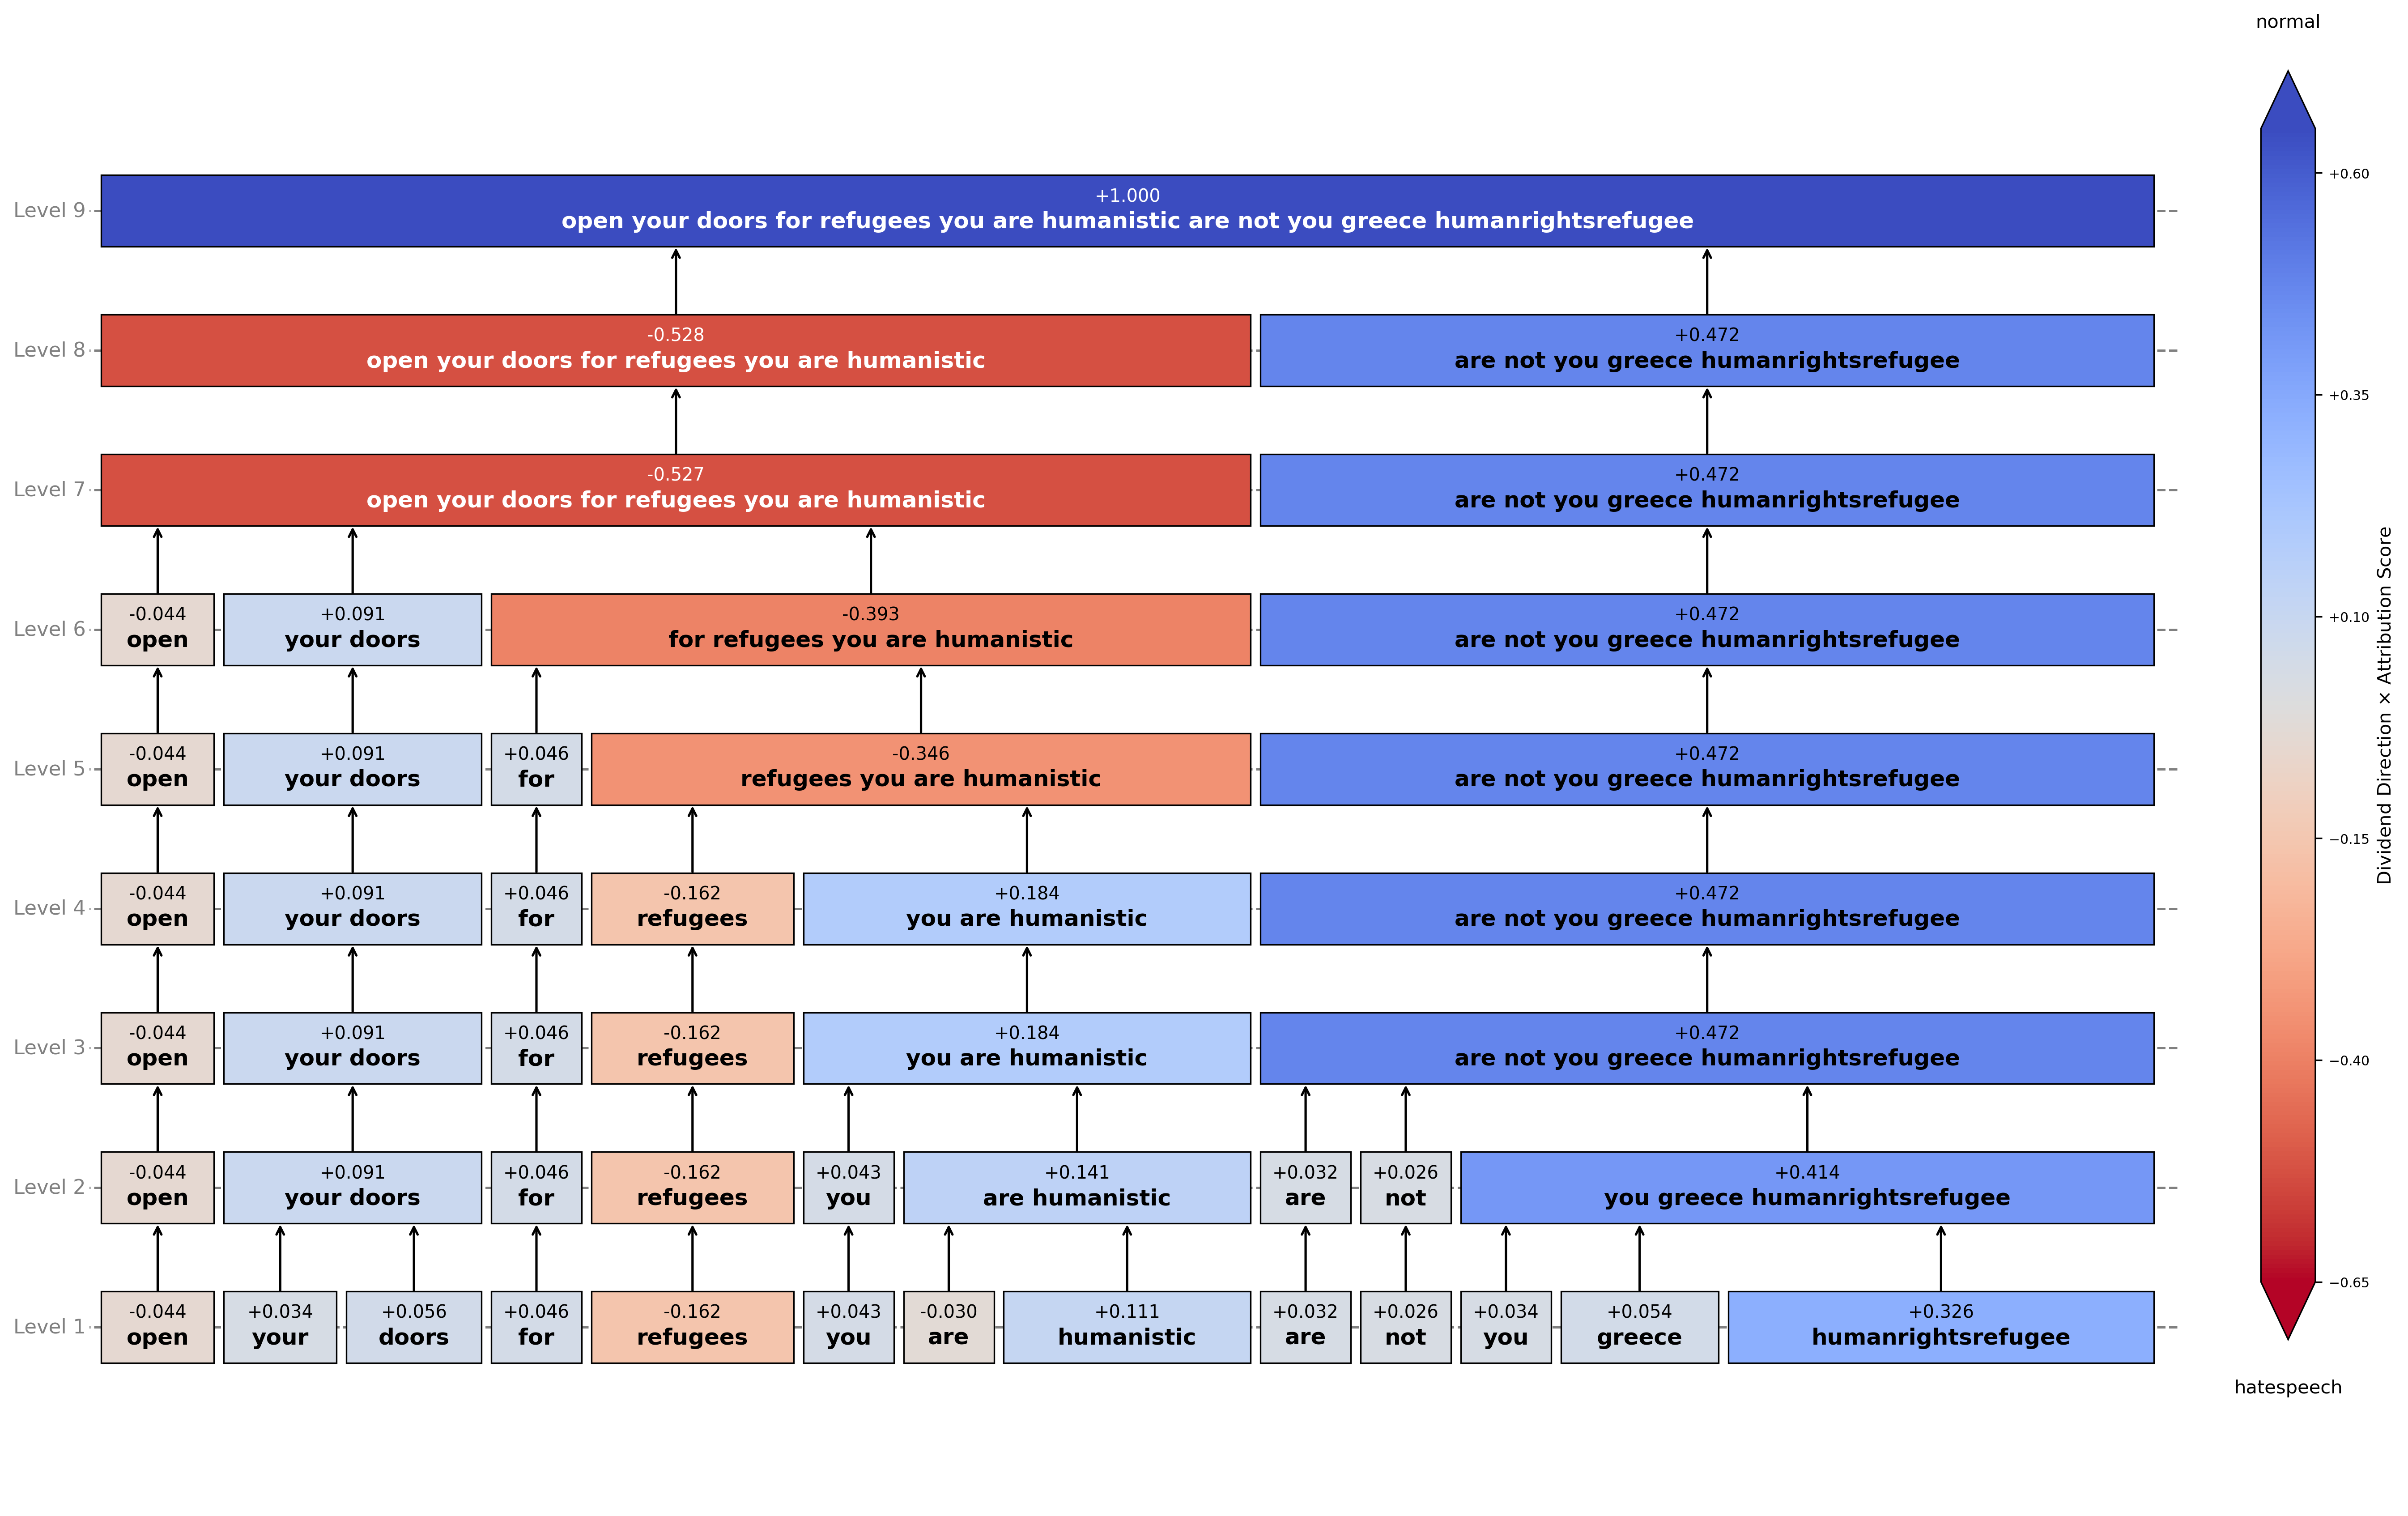 normal
Level 9
+1.000
open your doors for refugees you are humanistic are not you greece humanrightsrefugee
Level 8
-0.528
open your doors for refugees you are humanistic
+0.472
are not you greece humanrightsrefugee
Level 7
-0.527
open your doors for refugees you are humanistic
+0.472
are not you greece humanrightsrefugee
Level 6
-0.044
open
+0.091
your doors
-0.393
for refugees you are humanistic
+0.472
are not you greece humanrightsrefugee
Level 5
-0.044
open
+0.091
your doors
+0.046
for
-0.346
refugees you are humanistic
+0.472
are not you greece humanrightsrefugee
Level 4
-0.044
open
+0.091
your doors
+0.046
for
-0.162
refugees
+0.184
you are humanistic
+0.472
are not you greece humanrightsrefugee
Level 3
-0.044
open
+0.091
your doors
+0.046
for
-0.162
refugees
+0.184
you are humanistic
+0.472
are not you greece humanrightsrefugee
Level 2
-0.044
open
+0.091
your doors
+0.046
for
-0.162
refugees
+0.043
you
+0.141
are humanistic
+0.032
are
+0.026
not
+0.414
you greece humanrightsrefugee
Level 1
-0.044
open
+0.034
your
+0.056
doors
+0.046
for
-0.162
refugees
+0.043
you
-0.030
are
+0.111
humanistic
+0.032
are
+0.026
not
+0.034
you
+0.054
greece
+0.326
humanrightsrefugee
+0.60
+0.35
+0.10
−0.15
−0.40
−0.65
Dividend Direction × Attribution Score
hatespeech